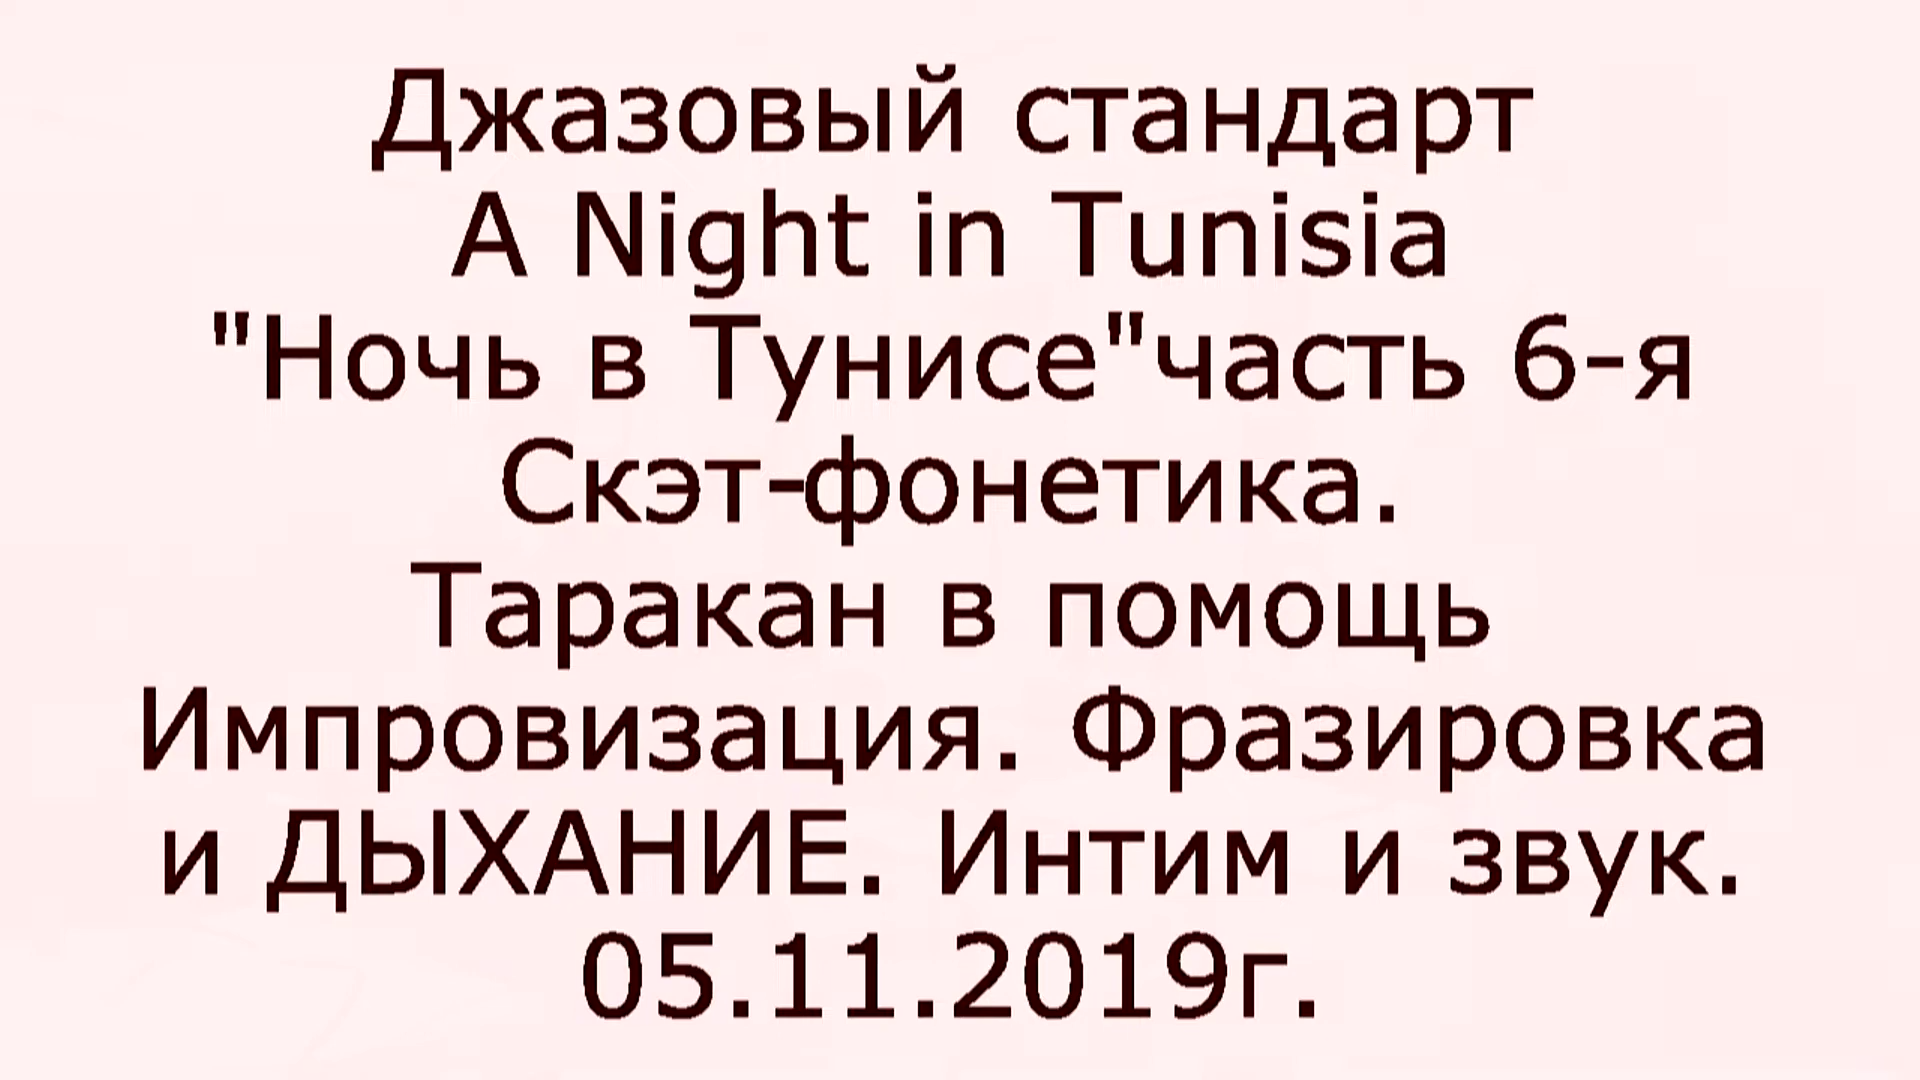 Джазовый стандарт
A Night in Tunisia
"Ночь в Тунисе"часть 6-я
Скэт-фонетика.
Таракан в помощь
Импровизация. Фразировка
и ДЫХАНИЕ. Интим и звук.
05.11.2019г.